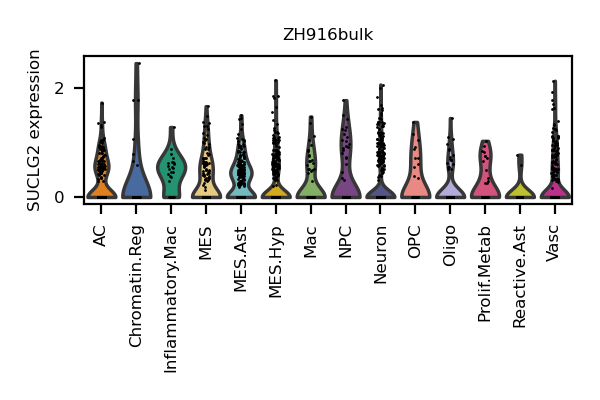 ZH916bulk
SUCLG2 expression
2
0
AC
Chromatin.Reg
Inflammatory.Mac
MES
MES.Ast
MES.Hyp
Mac
NPC
Neuron
OPC
Oligo
Prolif.Metab
Reactive.Ast
Vasc